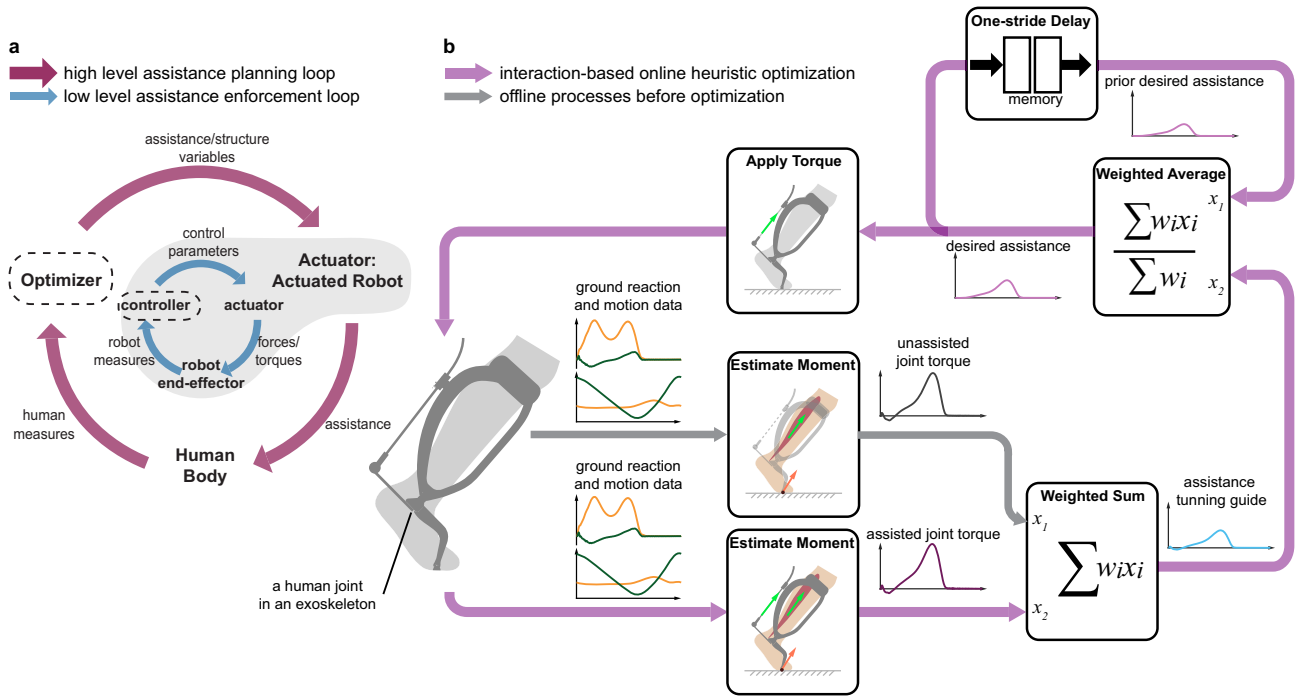 a
high level assistance planning loop
low level assistance enforcement loop
assistance/structure
variables
control
parameters
Optimizer
Actuator:
Actuated Robot
controller
actuator
robot
measures
forces/
torques
robot
end-effector
human
measures
assistance
Human
Body
b
interaction-based online heuristic optimization
offline processes before optimization
One-stride Delay
memory
prior desired assistance
Apply Torque
Weighted Average
x1
∑wixi
∑wi
x2
desired assistance
ground reaction
and motion data
Estimate Moment
unassisted
joint torque
ground reaction
and motion data
Estimate Moment
assisted joint torque
Weighted Sum
x1
∑wixi
x2
assistance
tunning guide
a human joint
in an exoskeleton